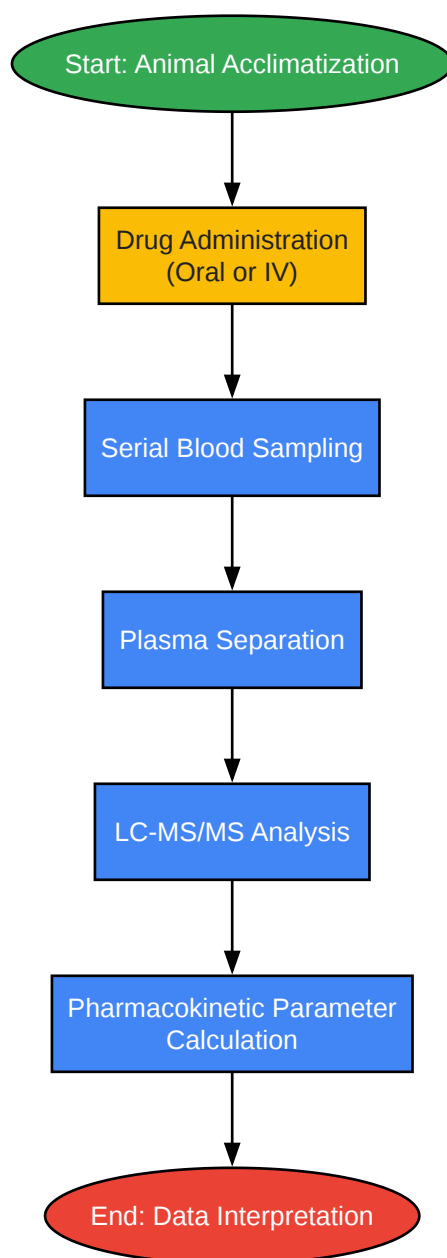 Start: Animal Acclimatization
Drug Administration
(Oral or IV)
Serial Blood Sampling
Plasma Separation
LC-MS/MS Analysis
Pharmacokinetic Parameter
Calculation
End: Data Interpretation